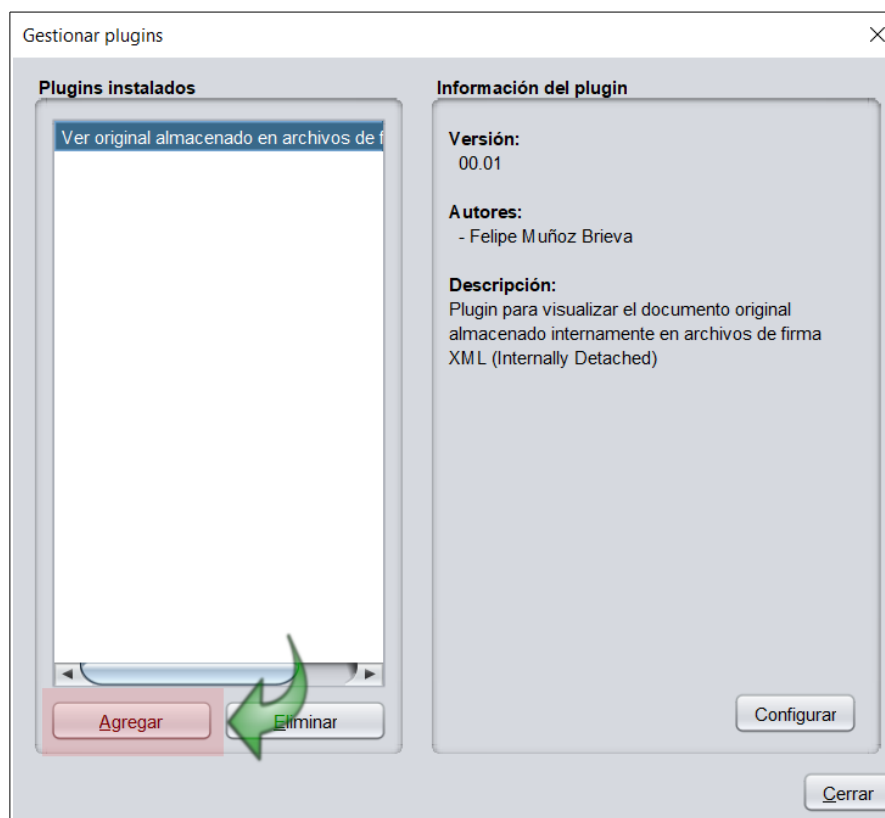 Gestionar plugins
Plugins instalados
Ver original almacenado en archivos de f
Agregar
Eliminar
Información del plugin
Versión:
00.01
Autores:
- Felipe Muñoz Brieva
Descripción:
Plugin para visualizar el documento original
almacenado internamente en archivos de firma
XML (Internally Detached)
Configurar
Cerrar